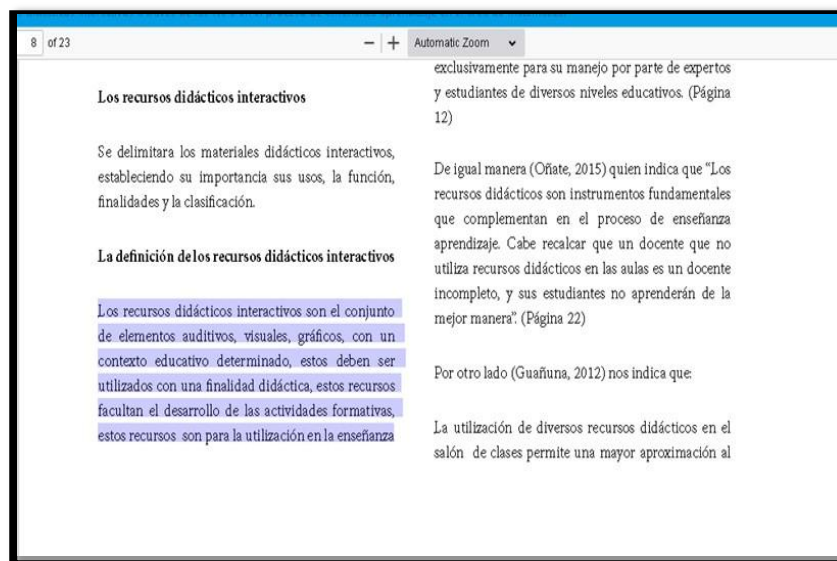 8 of 23
Automatic Zoom
Los recursos didácticos interactivos
Se delimitara los materiales didácticos interactivos,
estableciendo su importancia sus usos, la función,
finalidades y la clasificación.
La definición de los recursos didácticos interactivos
Los recursos didácticos interactivos son el conjunto
de elementos auditivos, visuales, gráficos, con un
contexto educativo determinado, estos deben ser
utilizados con una finalidad didáctica, estos recursos
facultan el desarrollo de las actividades formativas,
estos recursos son para la utilización en la enseñanza
exclusivamente para su manejo por parte de expertos
y estudiantes de diversos niveles educativos. (Página
12)
De igual manera (Oñate, 2015) quien indica que “Los
recursos didácticos son instrumentos fundamentales
que complementan en el proceso de enseñanza
aprendizaje. Cabe recalcar que un docente que no
utiliza recursos didácticos en las aulas es un docente
incompleto, y sus estudiantes no aprenderán de la
mejor manera”. (Página 22)
Por otro lado (Guañuna, 2012) nos indica que:
La utilización de diversos recursos didácticos en el
salón de clases permite una mayor aproximación al